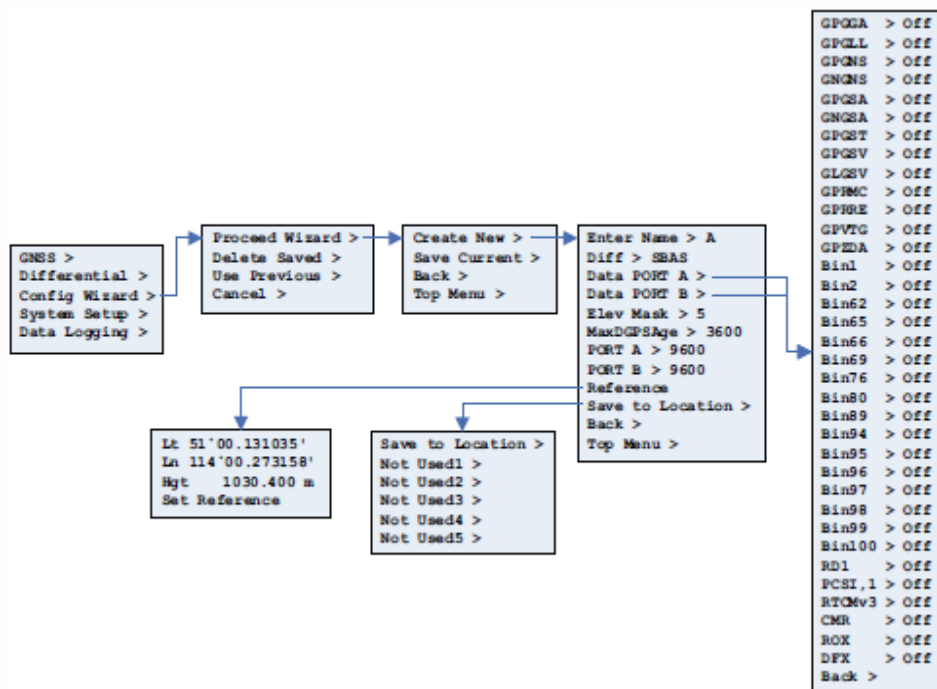 GNSS >
Differential >
Config Wizard >
System Setup >
Data Logging >
Proceed Wizard >
Delete Saved >
Use Previous >
Cancel >
Create New >
Save Current >
Back >
Top Menu >
Enter Name > A
Diff > SBAS
Data PORT A >
Data PORT B >
Elev Mask > 5
MaxDGPSAge > 3600
PORT A > 9600
PORT B > 9600
Reference
Save to Location >
Back >
Top Menu >
Lt 51°00.131035'
Ln 114°00.273158'
Hgt 1030.400 m
Set Reference
Save to Location >
Not Used1 >
Not Used2 >
Not Used3 >
Not Used4 >
Not Used5 >
GPGGA > Off
GPGLL > Off
GPGNS > Off
GNGNS > Off
GPGSA > Off
GNGSA > Off
GPGST > Off
GPGSV > Off
GLGSV > Off
GPRMC > Off
GPRRE > Off
GPVTG > Off
GPZDA > Off
Bin1 > Off
Bin2 > Off
Bin62 > Off
Bin65 > Off
Bin66 > Off
Bin69 > Off
Bin76 > Off
Bin80 > Off
Bin89 > Off
Bin94 > Off
Bin95 > Off
Bin96 > Off
Bin97 > Off
Bin98 > Off
Bin99 > Off
Bin100 > Off
RD1 > Off
PCSI,1 > Off
RTCMv3 > Off
CMR > Off
ROX > Off
DFX > Off
Back >